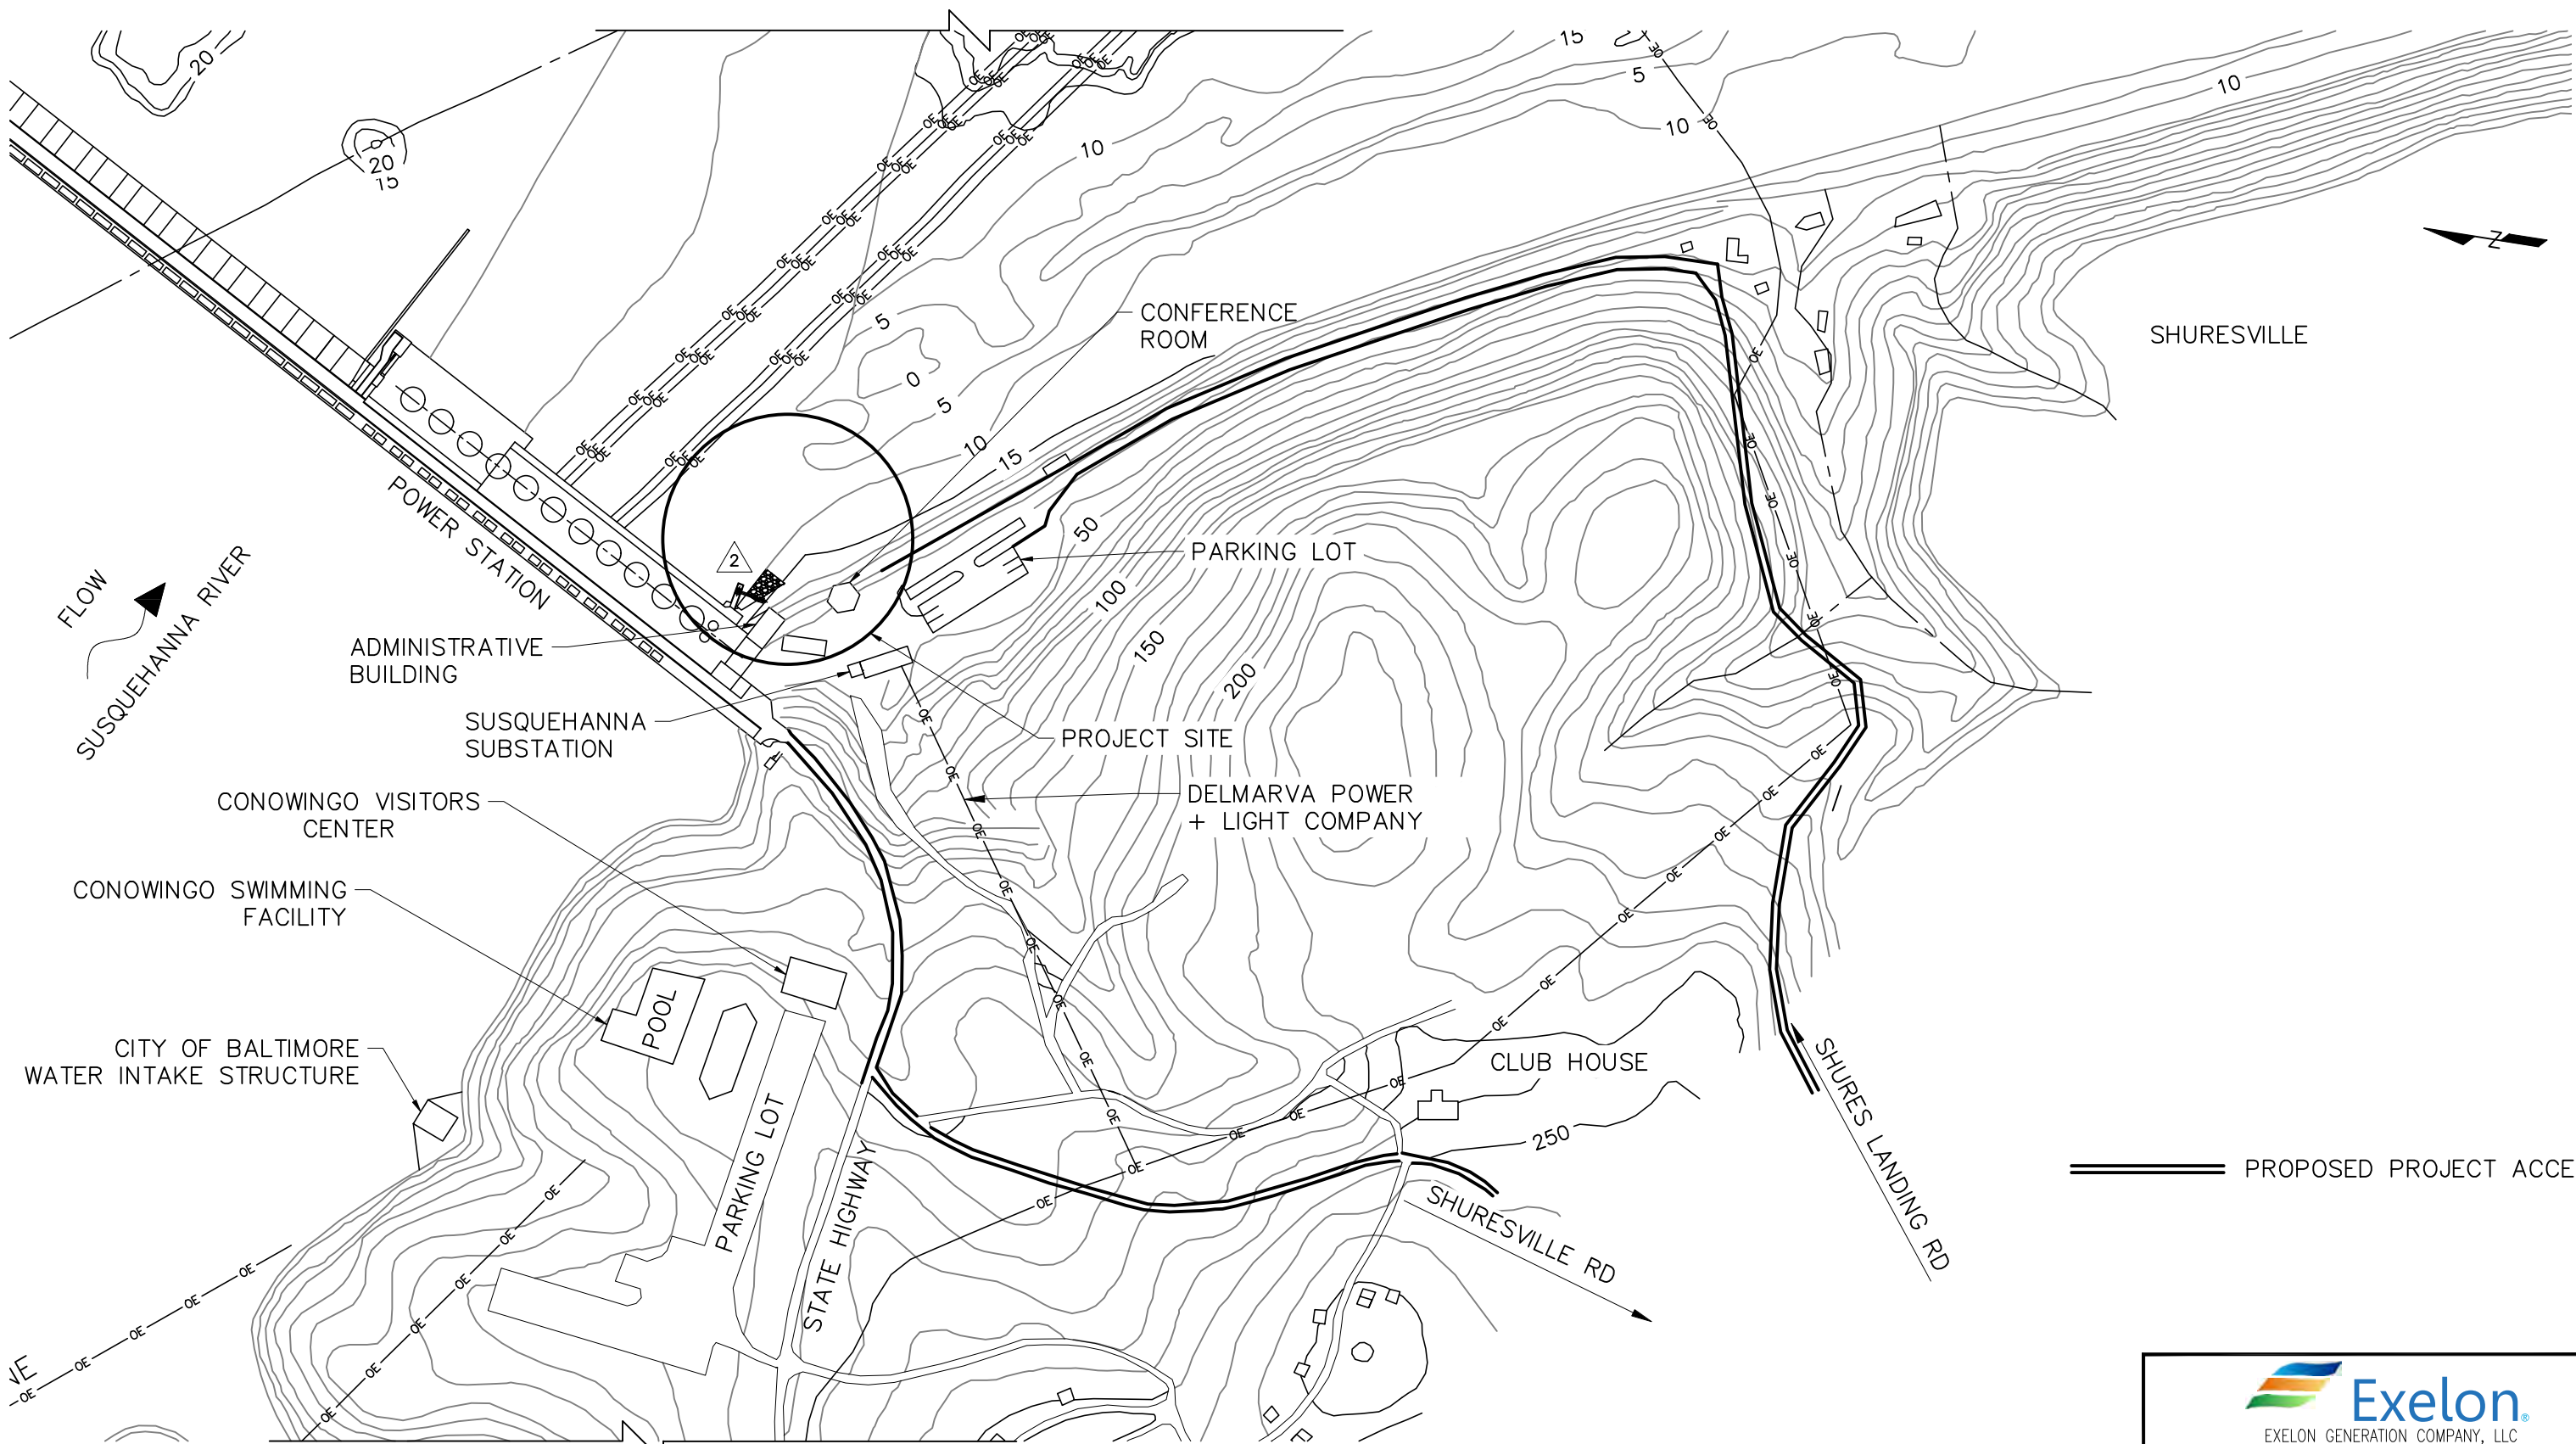 20
15
5
10
10
10
20
15
N
CONFERENCE
ROOM
SHURESVILLE
5
0
5
10
15
POWER STATION
50
PARKING LOT
2
FLOW
SUSQUEHANNA RIVER
100
150
200
ADMINISTRATIVE
BUILDING
SUSQUEHANNA
SUBSTATION
PROJECT SITE
CONOWINGO VISITORS
CENTER
DELMARVA POWER
+ LIGHT COMPANY
CONOWINGO SWIMMING
FACILITY
POOL
CITY OF BALTIMORE
WATER INTAKE STRUCTURE
CLUB HOUSE
250
PARKING LOT
STATE HIGHWAY
SHURESVILLE RD
SHURES LANDING RD
PROPOSED PROJECT ACCE
OE
Exelon®
EXELON GENERATION COMPANY, LLC